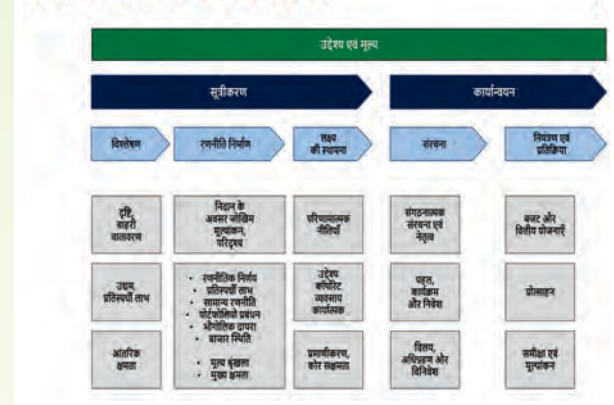 उद्देश्य एवं मूल्य
सूत्रीकरण
कार्यान्वयन
विश्लेषण
रणनीति निर्माण
लक्ष्य
की स्थापना
संरचना
नियंत्रण एवं
प्रतिक्रिया
दृष्टि,
बाहरी
वातावरण
निदान के
अवसर जोखिम
मूल्यांकन,
परिदृश्य
परिणामात्मक
नीतियाँ
संगठनात्मक
संरचना एवं
नेतृत्व
बजट और
वित्तीय योजनाएँ
उद्यम,
प्रतिस्पर्धी लाभ
• रणनीतिक निर्णय
• प्रतिस्पर्धी लाभ
• सामान्य रणनीति
• पोर्टफोलियो प्रबंधन
• भौगोलिक दायरा
• बाजार स्थिति
• मूल्य श्रृंखला
• मुख्य क्षमता
उद्देश्य
कॉर्पोरेट
व्यवसाय
कार्यात्मक
पहल,
कार्यक्रम
और निवेश
प्रोत्साहन
आंतरिक
क्षमता
प्रमाणीकरण,
कोर सक्षमता
विलय,
अधिग्रहण और
विनिवेश
समीक्षा एवं
मूल्यांकन